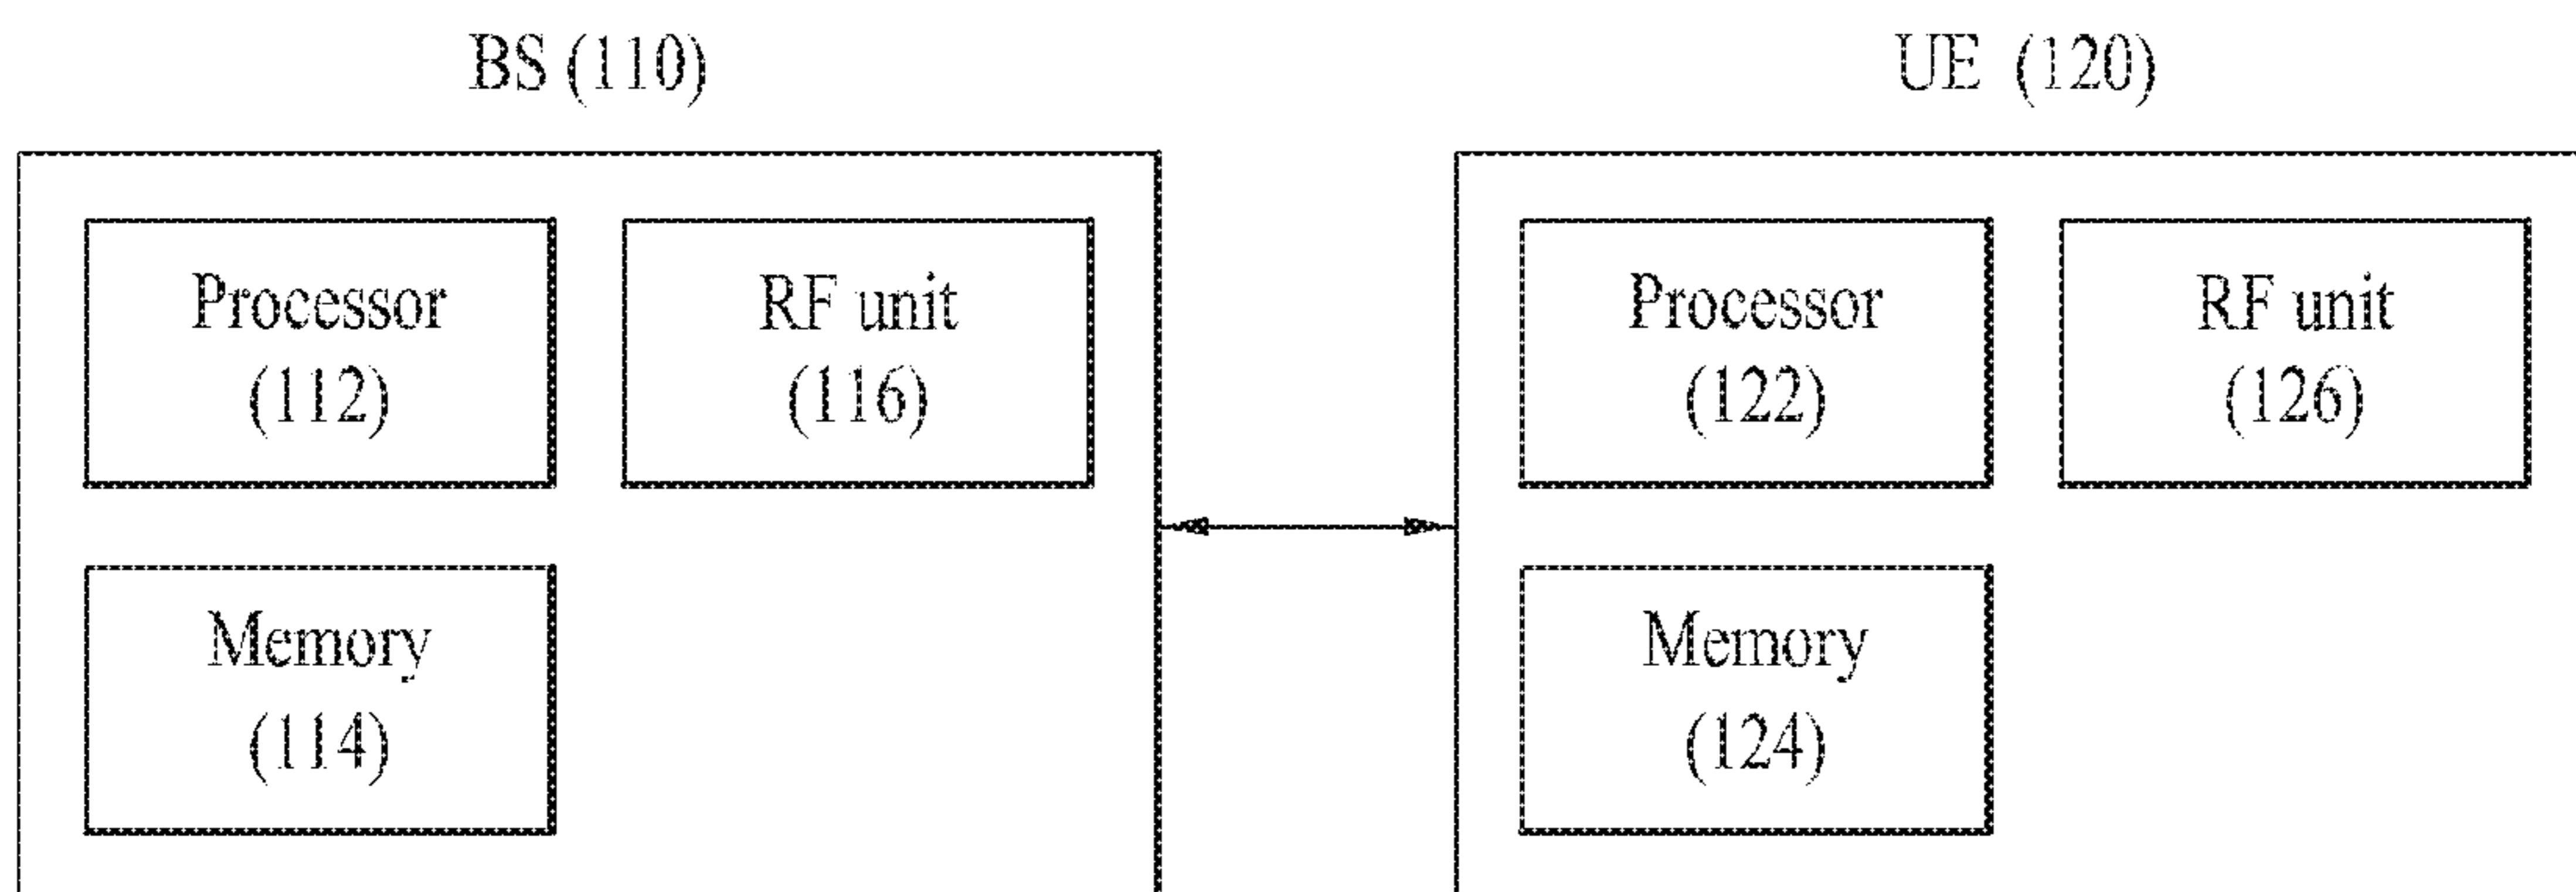 BS (110)
Processor
(112)
RF unit
(116)
Memory
(114)
UE (120)
Processor
(122)
RF unit
(126)
Memory
(124)